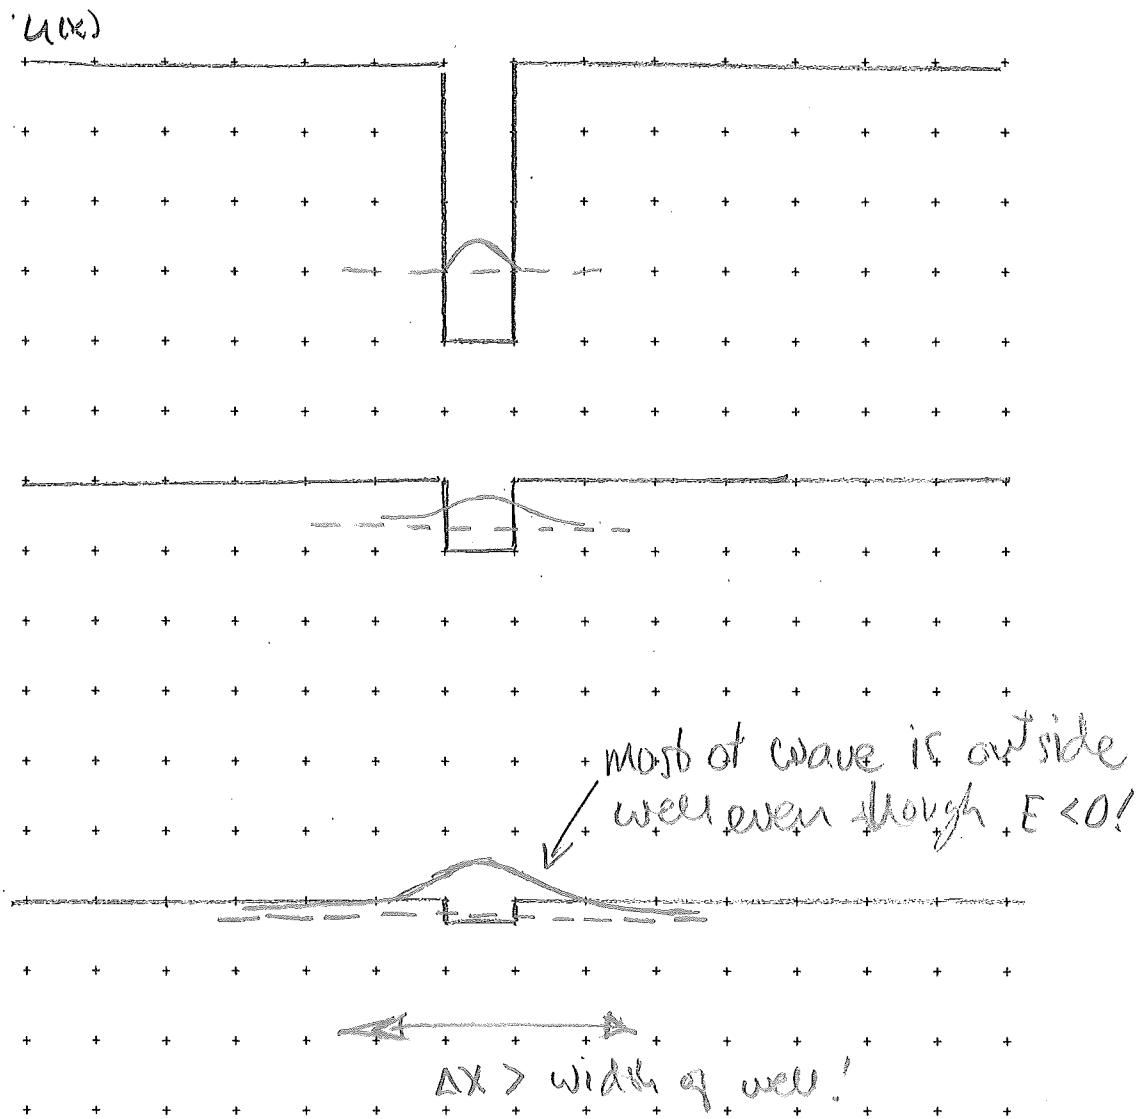 U(x)
most of wave is outside
well even though E<0!
Δx > width of well!